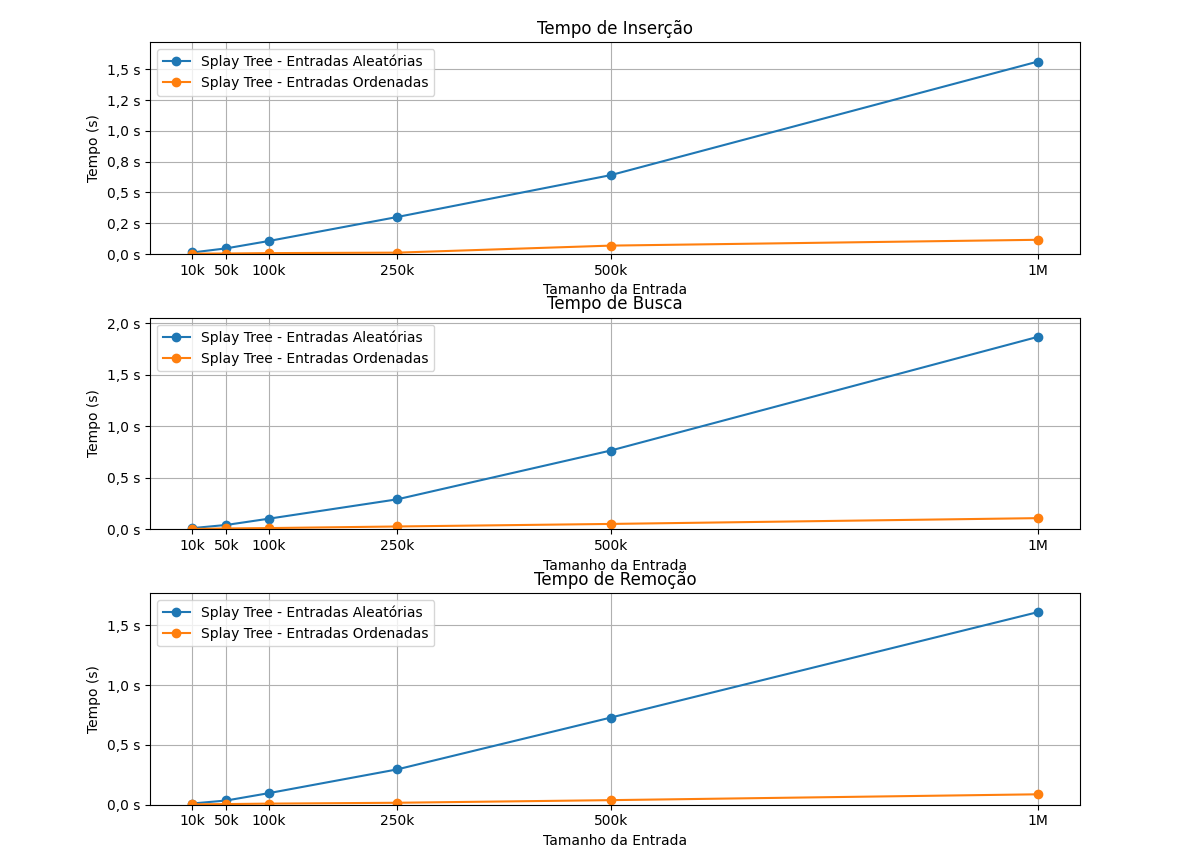 Tempo de Inserção
Splay Tree - Entradas Aleatórias
Splay Tree - Entradas Ordenadas
Tempo (s)
1,5 s
1,2 s
1,0 s
0,8 s
0,5 s
0,2 s
0,0 s
10k 50k 100k 250k 500k 1M
Tamanho da Entrada
Tempo de Busca
Splay Tree - Entradas Aleatórias
Splay Tree - Entradas Ordenadas
Tempo (s)
2,0 s
1,5 s
1,0 s
0,5 s
0,0 s
10k 50k 100k 250k 500k 1M
Tamanho da Entrada
Tempo de Remoção
Splay Tree - Entradas Aleatórias
Splay Tree - Entradas Ordenadas
Tempo (s)
1,5 s
1,0 s
0,5 s
0,0 s
10k 50k 100k 250k 500k 1M
Tamanho da Entrada